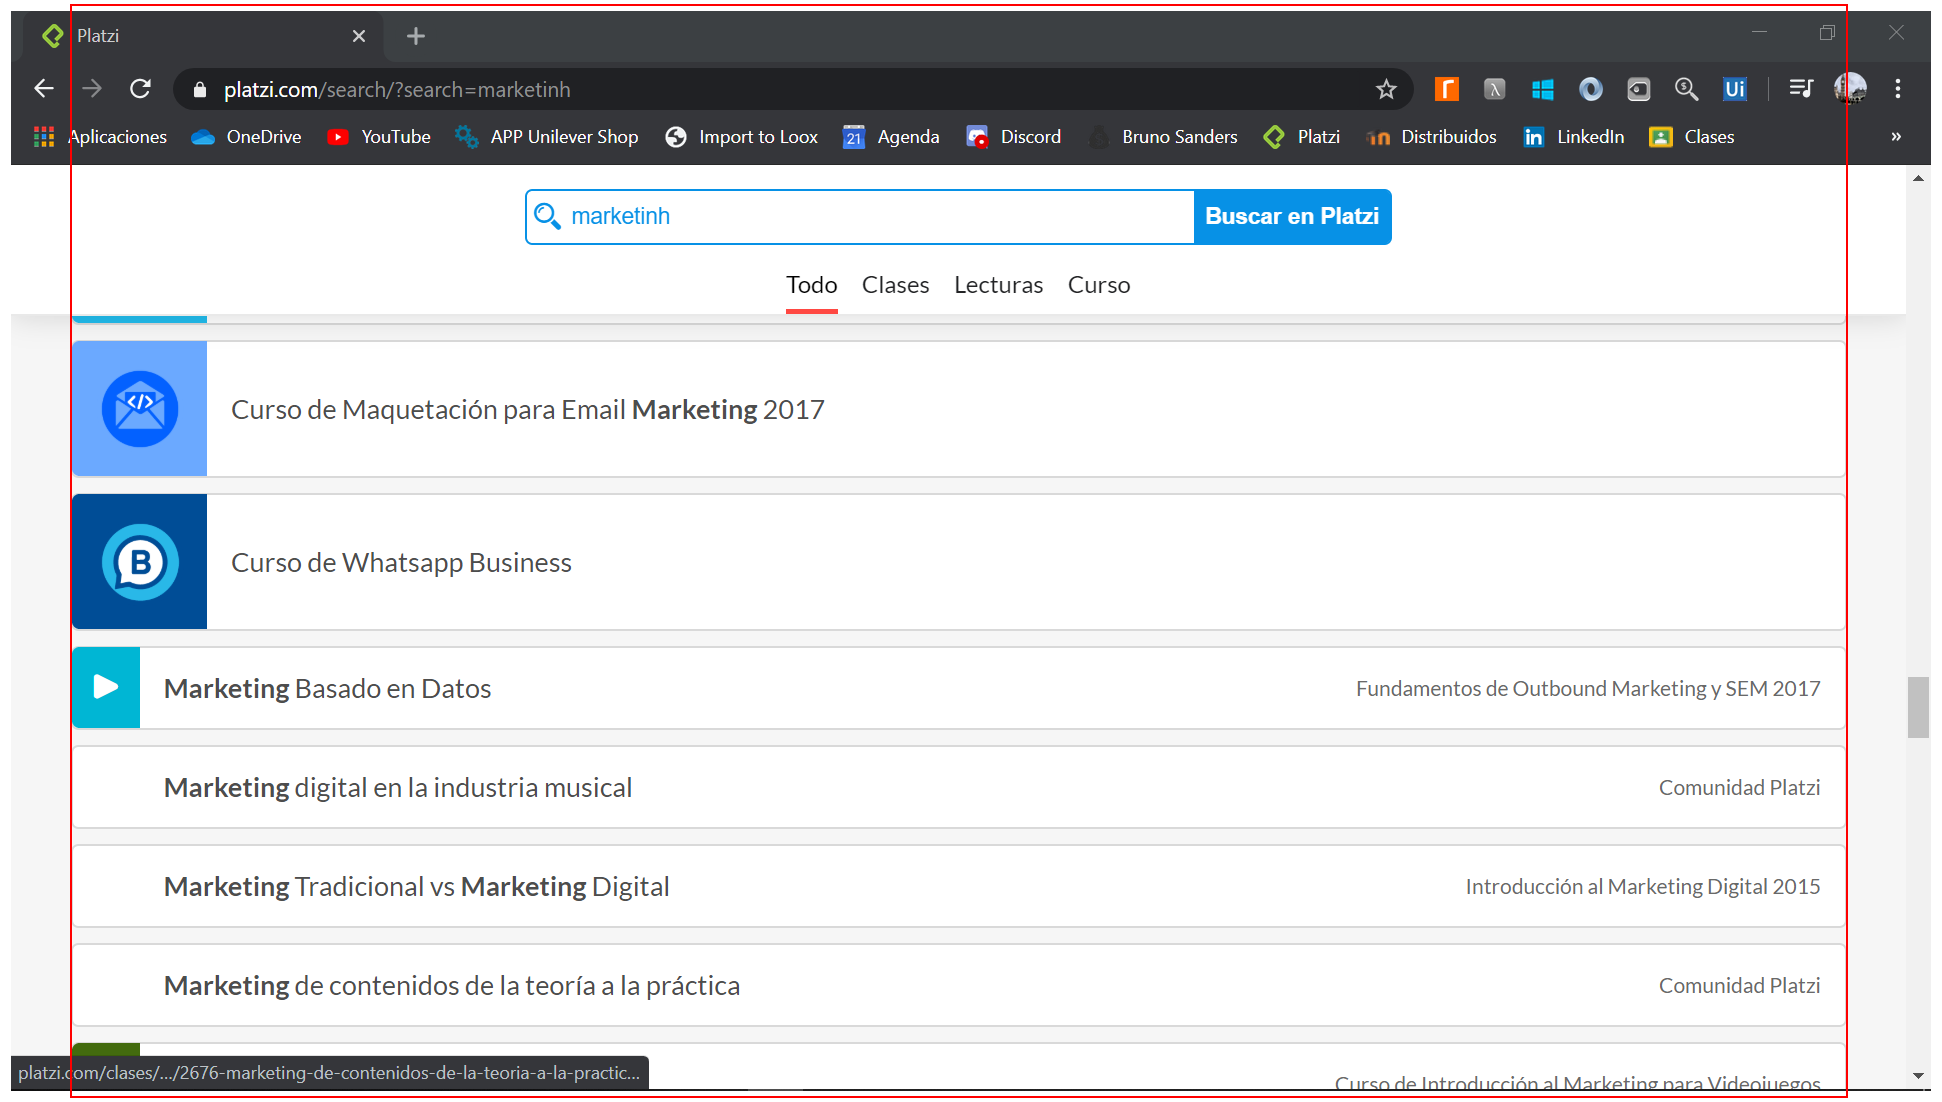 Platzi
platzi.com/search/?search=marketinh
Ui
Aplicaciones OneDrive YouTube APP Unilever Shop Import to Loox 21 Agenda Discord Bruno Sanders Platzi Distribuidos in LinkedIn Clases »
marketinh Buscar en Platzi
Todo Clases Lecturas Curso
Curso de Maquetación para Email Marketing 2017
B Curso de Whatsapp Business
Marketing Basado en Datos Fundamentos de Outbound Marketing y SEM 2017
Marketing digital en la industria musical Comunidad Platzi
Marketing Tradicional vs Marketing Digital Introducción al Marketing Digital 2015
Marketing de contenidos de la teoría a la práctica Comunidad Platzi
platzi.com/clases/.../2676-marketing-de-contenidos-de-la-teoria-a-la-practic...
Curso de Introducción al Marketing para Videojuegos